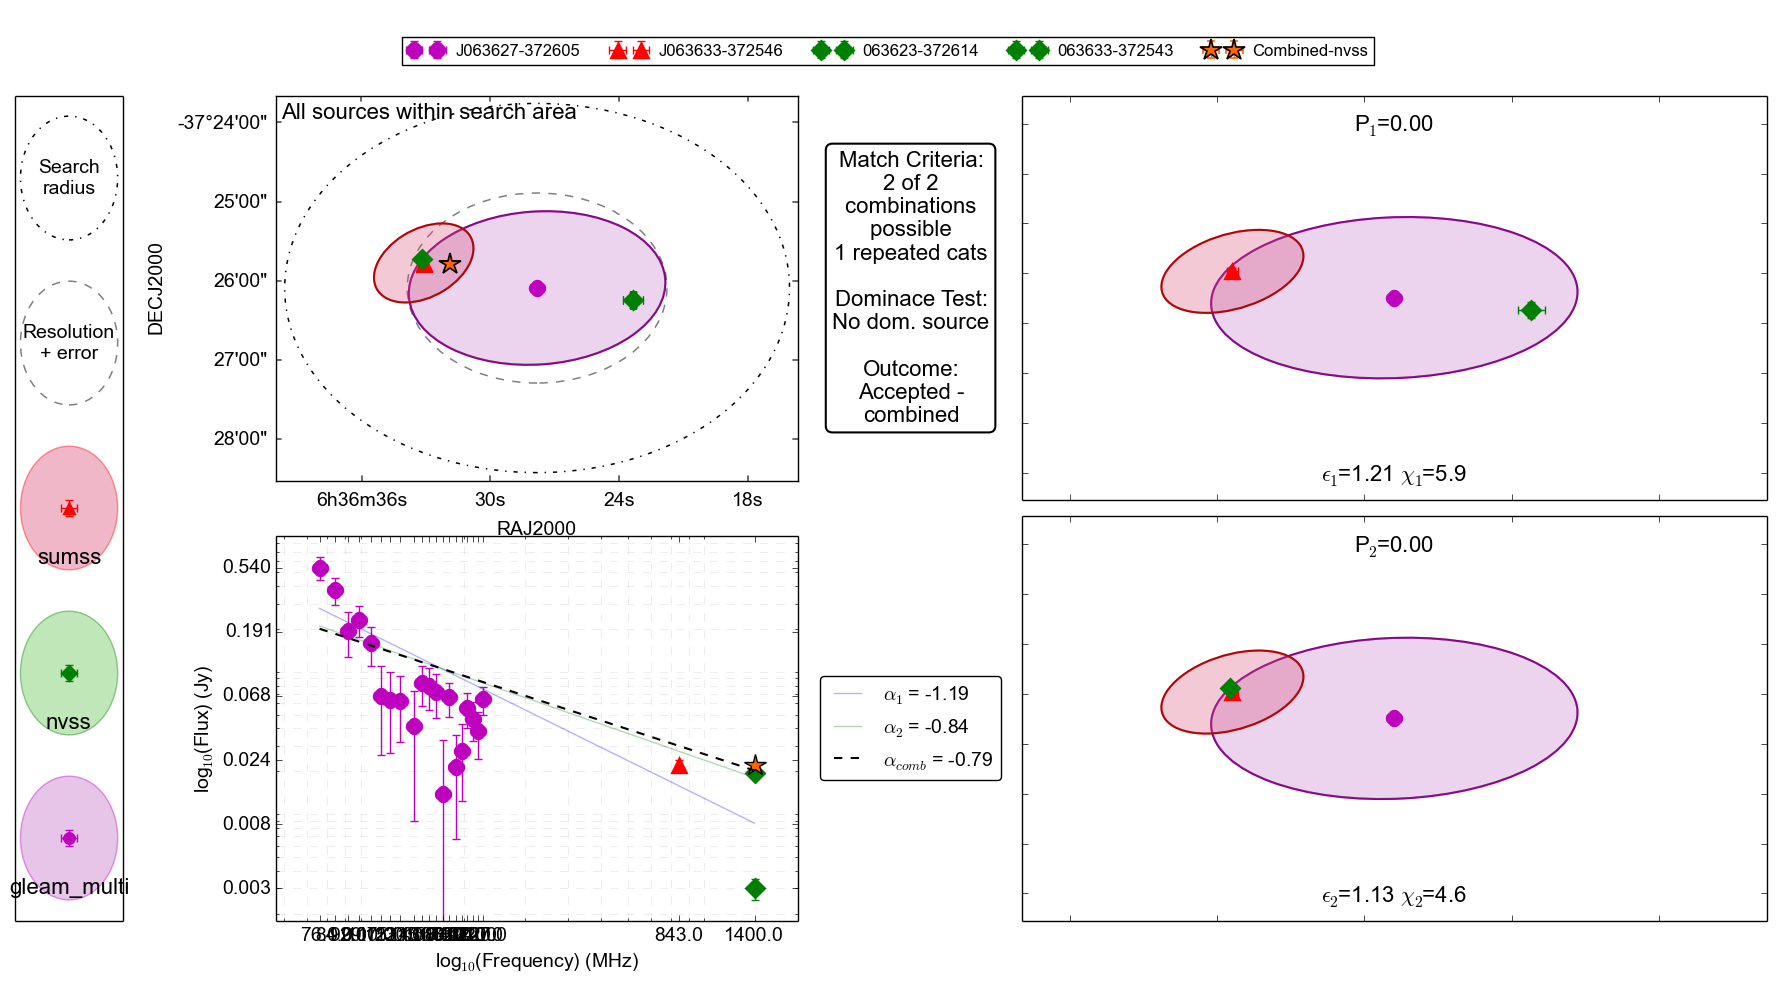 J063627-372605 J063633-372546 063623-372614 063633-372543 Combined-nvss
Search
radius
Resolution
+ error
sumss
nvss
gleam_multi
All sources within search area
DECJ2000
-37°24'00"
25'00"
26'00"
27'00"
28'00"
6h36m36s 30s 24s 18s
RAJ2000
Match Criteria:
2 of 2
combinations
possible
1 repeated cats
Dominace Test:
No dom. source
Outcome:
Accepted -
combined
P₁=0.00
ϵ₁=1.21 χ₁=5.9
P₂=0.00
ϵ₂=1.13 χ₂=4.6
log₁₀(Flux) (Jy)
0.540
0.191
0.068
0.024
0.008
0.003
843.0 1400.0
log₁₀(Frequency) (MHz)
α₁ = -1.19
α₂ = -0.84
α_comb = -0.79